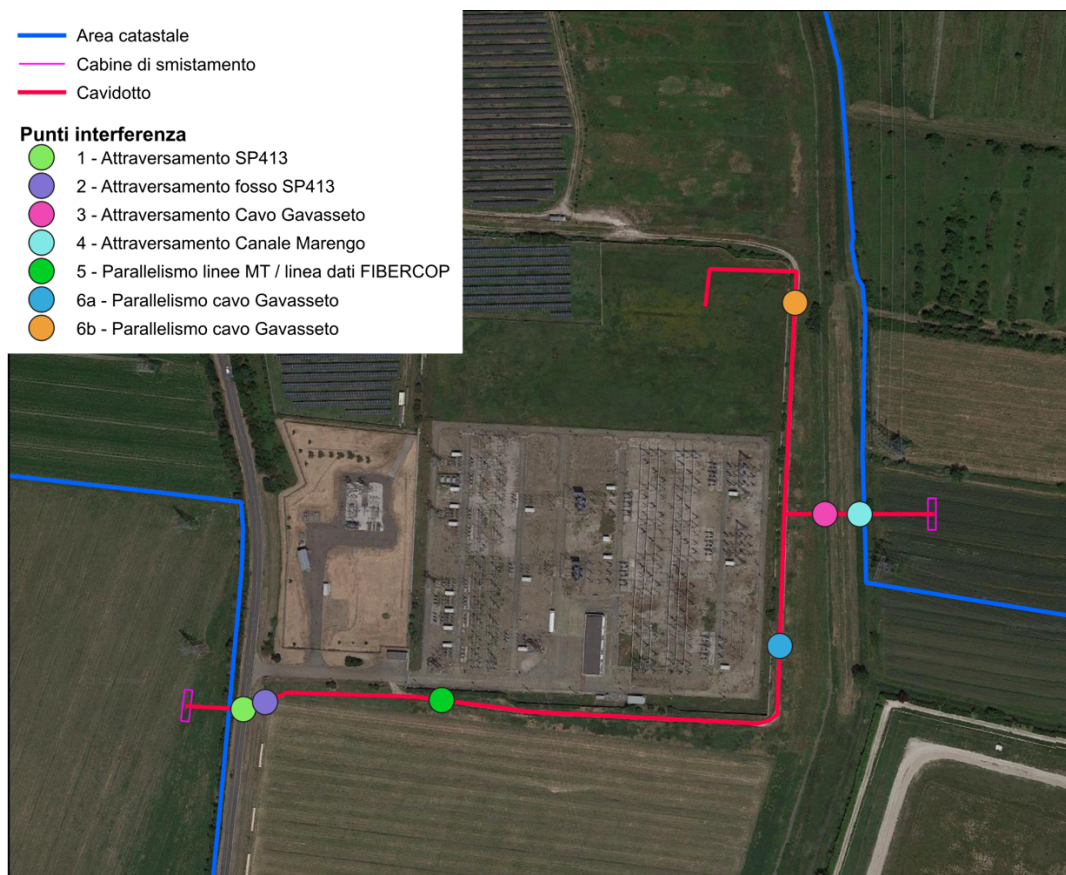 Area catastale
Cabine di smistamento
Cavidotto
Punti interferenza
1 - Attraversamento SP413
2 - Attraversamento fosso SP413
3 - Attraversamento Cavo Gavasseto
4 - Attraversamento Canale Marengo
5 - Parallelismo linee MT / linea dati FIBERCOP
6a - Parallelismo cavo Gavasseto
6b - Parallelismo cavo Gavasseto